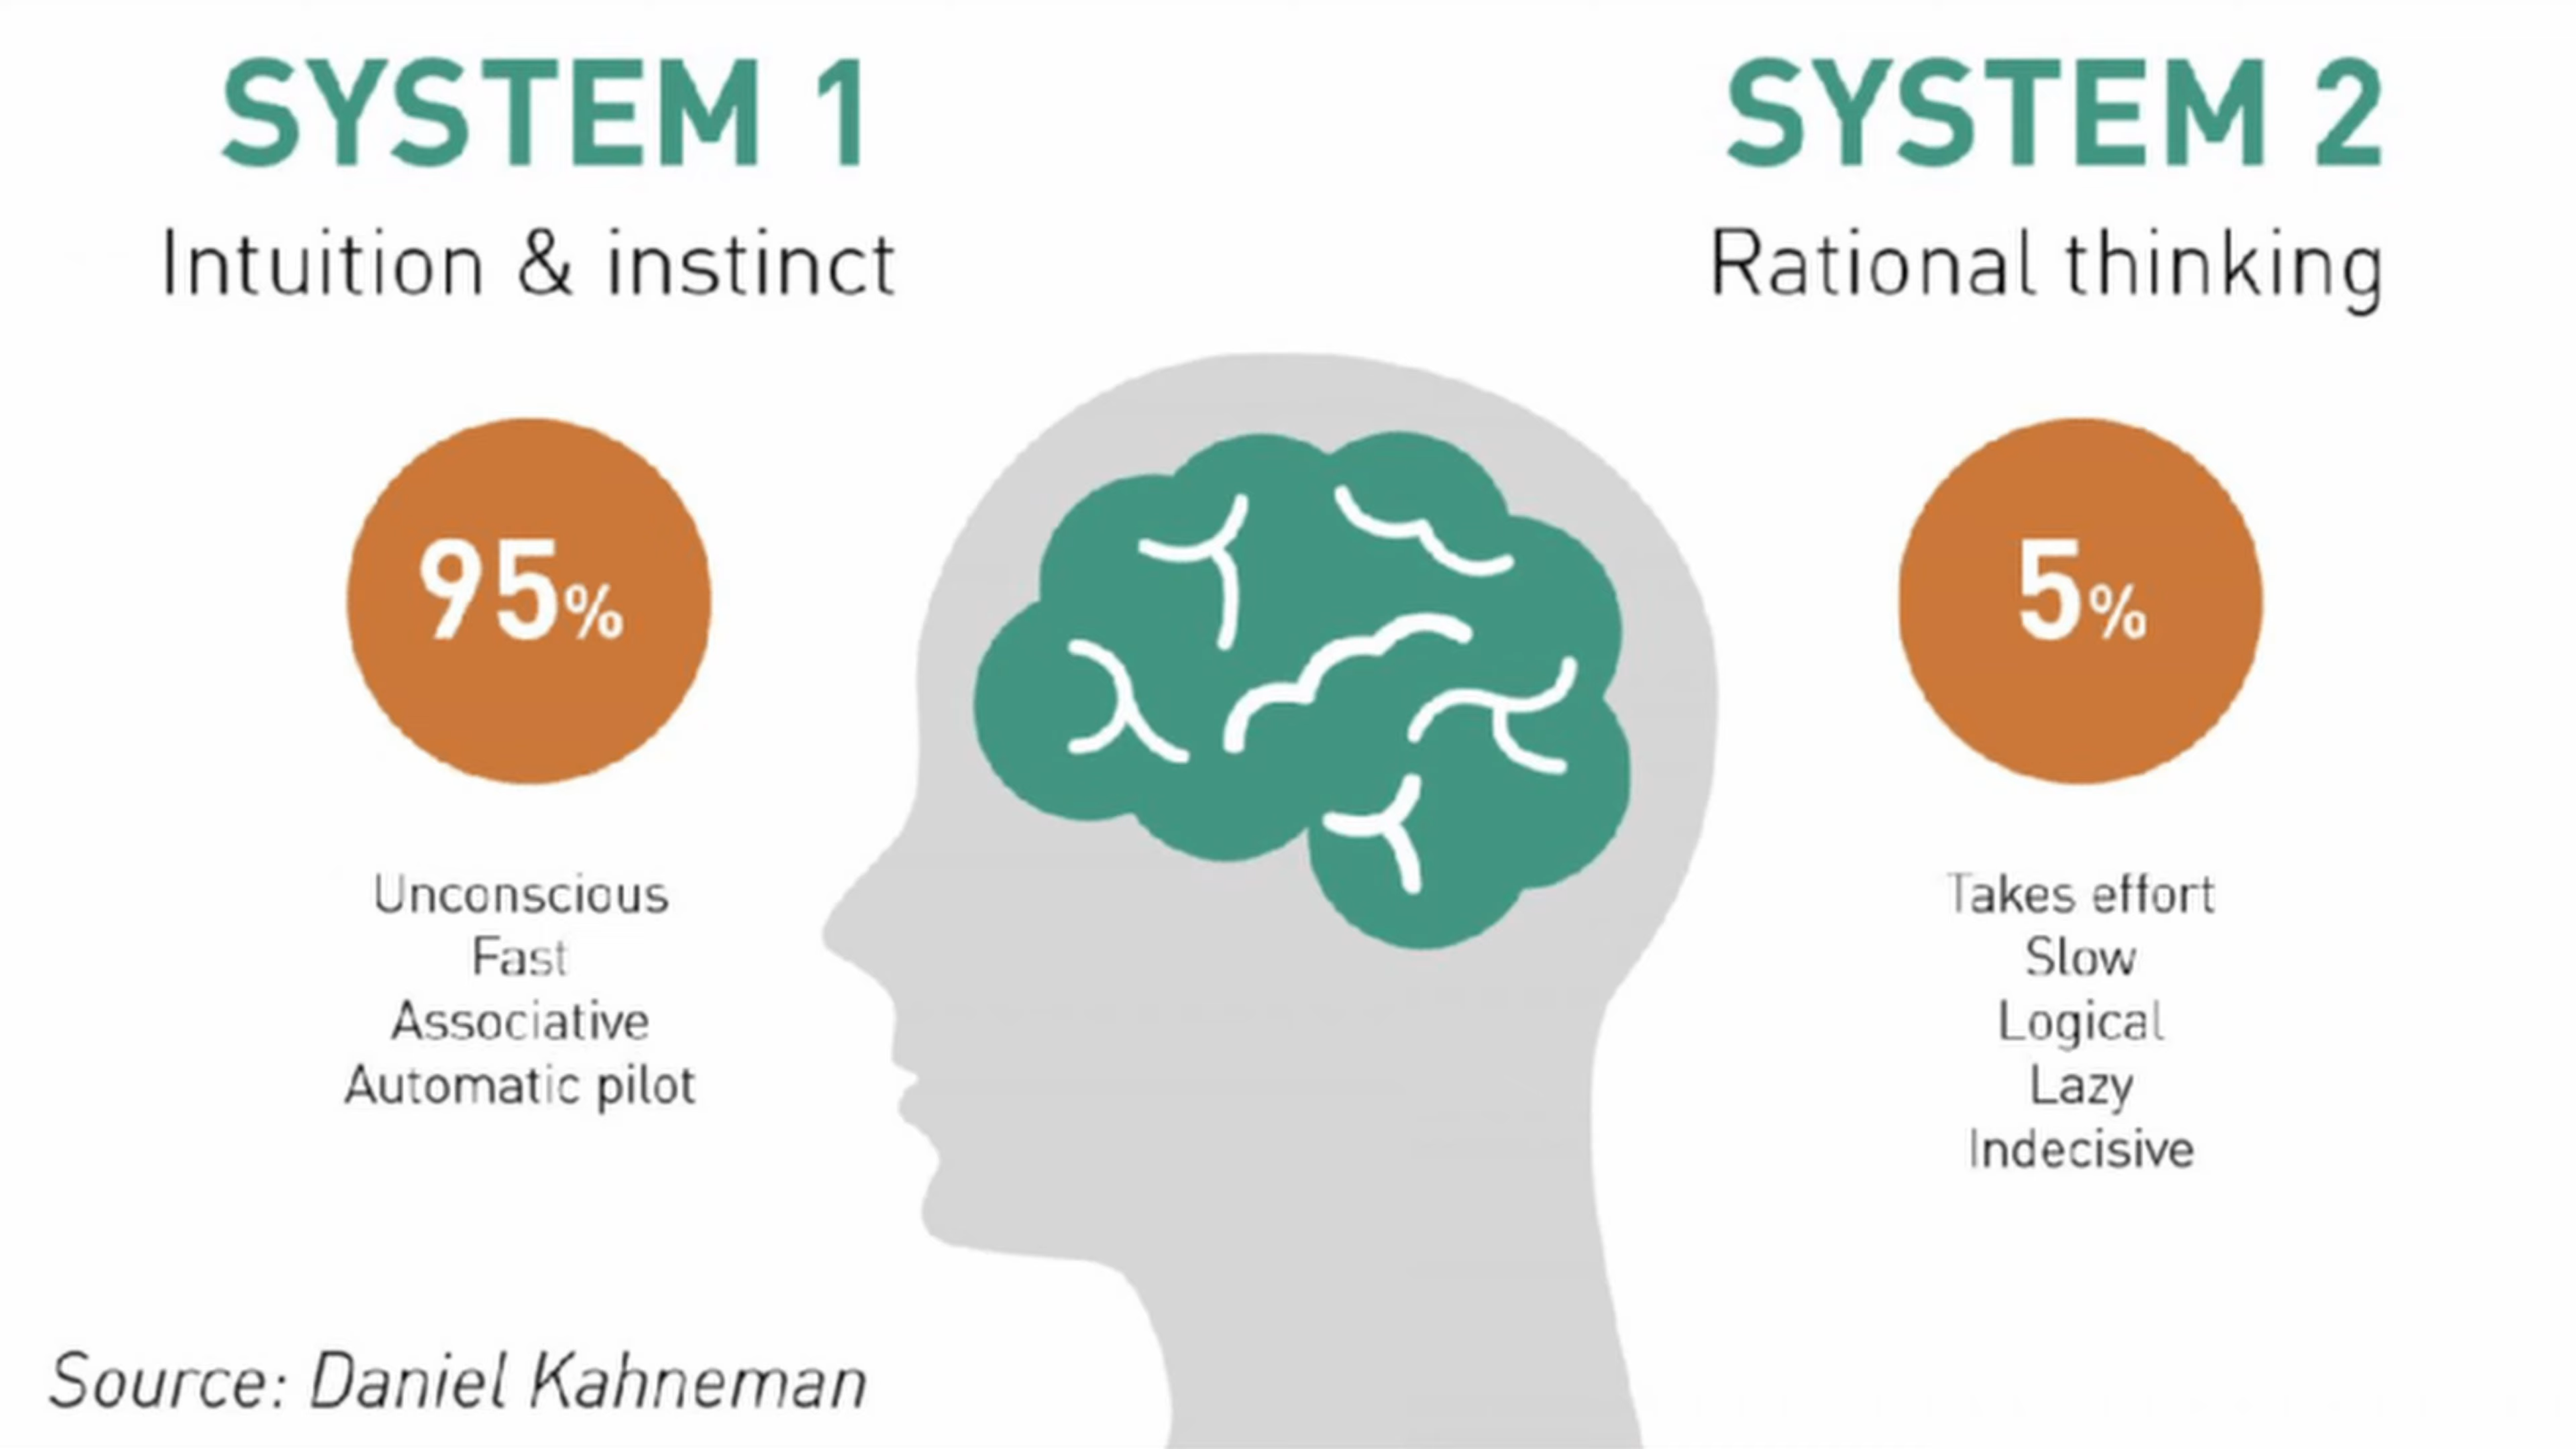 SYSTEM 1
Intuition & instinct
95%
Unconscious
Fast
Associative
Automatic pilot
SYSTEM 2
Rational thinking
5%
Takes effort
Slow
Logical
Lazy
Indecisive
Source: Daniel Kahneman